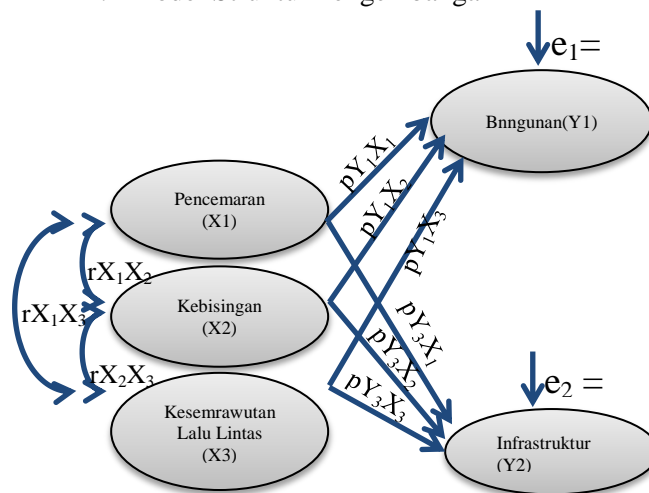 e1=
Bnngunan(Y1)
pY1X1
pY1X2
pY1X3
Pencemaran
(X1)
rX1X2
Kebisingan
(X2)
rX1X3
rX2X3
pY3X1
pY3X2
pY3X3
Kesemrawutan
Lalu Lintas
(X3)
e2 =
Infrastruktur
(Y2)